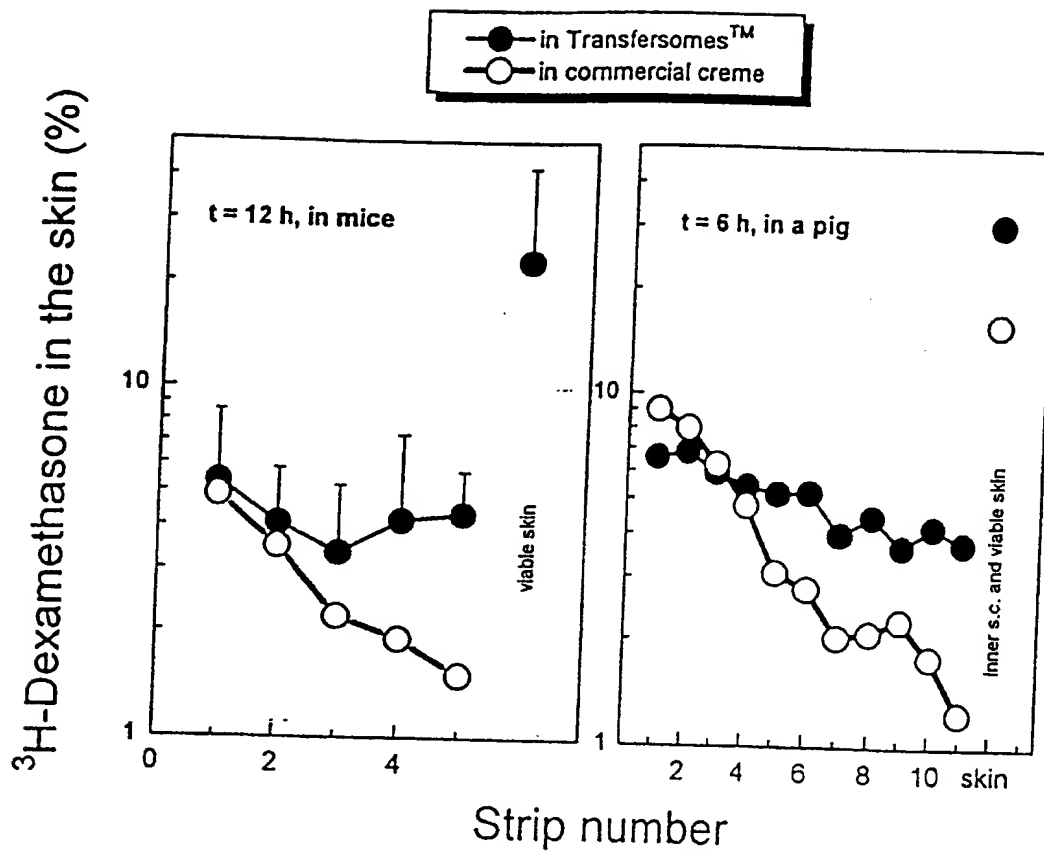 in Transfersomes™
in commercial creme
³H-Dexamethasone in the skin (%)
t = 12 h, in mice
10
1
viable skin
0 2 4
t = 6 h, in a pig
10
1
Inner s.c. and viable skin
2 4 6 8 10 skin
Strip number